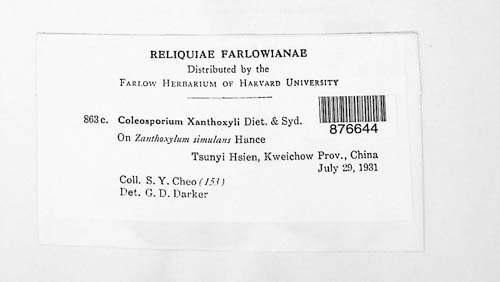 RELIQUIAE FARLOWIANAE
Distributed by the
FARLOW HERBARIUM OF HARVARD UNIVERSITY
863c. Coleosporium Xanthoxyli Diet. & Syd.
876644
On Zanthoxylum simulans Hance
Tsunyi Hsien, Kweichow Prov., China
July 29, 1931
Coll. S. Y. Cheo (153)
Det. G. D. Darker